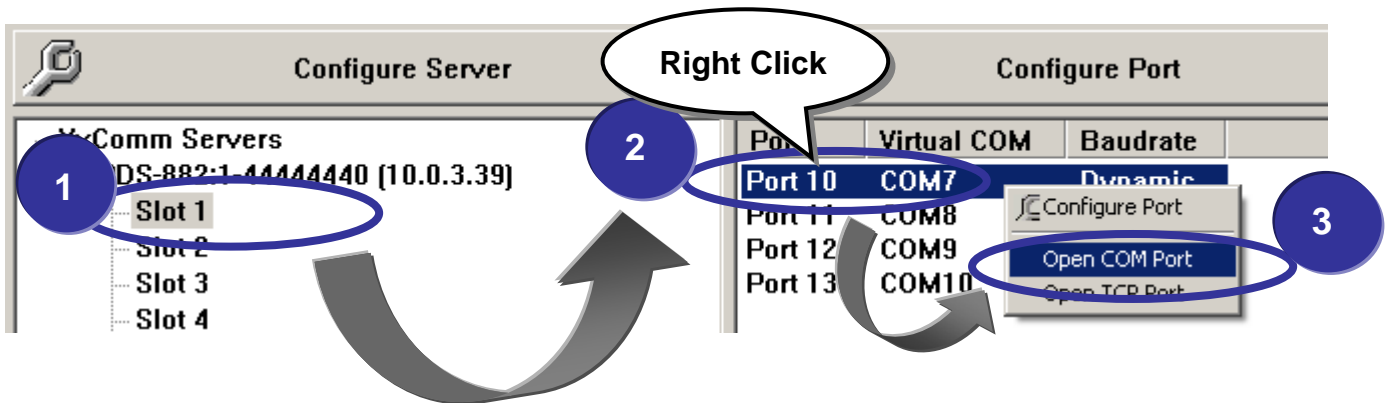 Right Click
Configure Server
Configure Port
Comm Servers
1
DS-882:1-44444440 (10.0.3.39)
Slot 1
Slot 2
Slot 3
Slot 4
2
Virtual COM Baudrate
Port 10 COM7 Dynamic
Port 11 COM8
Port 12 COM9
Port 13 COM10
Configure Port
Open COM Port
Open TCP Port
3